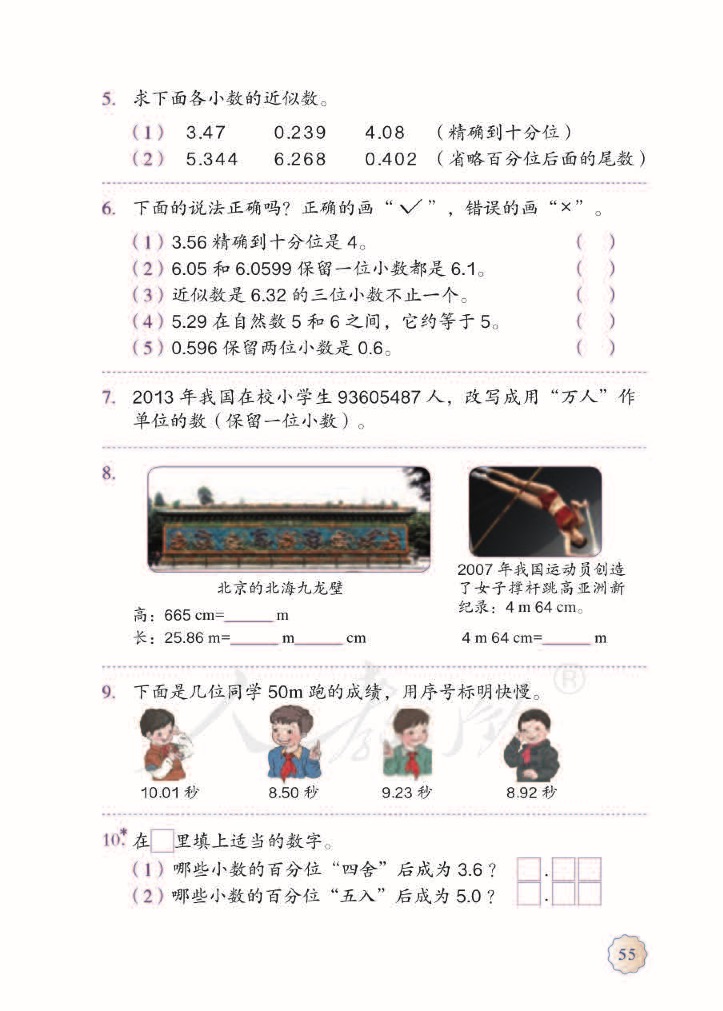 5. 求下面各小数的近似数。
(1) 3.47 0.239 4.08 (精确到十分位)
(2) 5.344 6.268 0.402 (省略百分位后面的尾数)
6. 下面的说法正确吗？正确的画“✓”，错误的画“×”。
(1) 3.56 精确到十分位是 4。 ( )
(2) 6.05 和 6.0599 保留一位小数都是 6.1。 ( )
(3) 近似数是 6.32 的三位小数不止一个。 ( )
(4) 5.29 在自然数 5 和 6 之间，它约等于 5。 ( )
(5) 0.596 保留两位小数是 0.6。 ( )
7. 2013 年我国在校小学生 93605487 人，改写成用“万人”作
单位的数(保留一位小数)。
8.
北京的北海九龙壁
高：665 cm=_____ m
长：25.86 m=_____ m_____ cm
2007 年我国运动员创造
了女子撑杆跳高亚洲新
纪录：4 m 64 cm。
4 m 64 cm=_____ m
9. 下面是几位同学 50m 跑的成绩，用序号标明快慢。
10.01 秒 8.50 秒 9.23 秒 8.92 秒
10.* 在□里填上适当的数字。
(1) 哪些小数的百分位“四舍”后成为 3.6？ □.□□
(2) 哪些小数的百分位“五入”后成为 5.0？ □.□□
55
人教版®